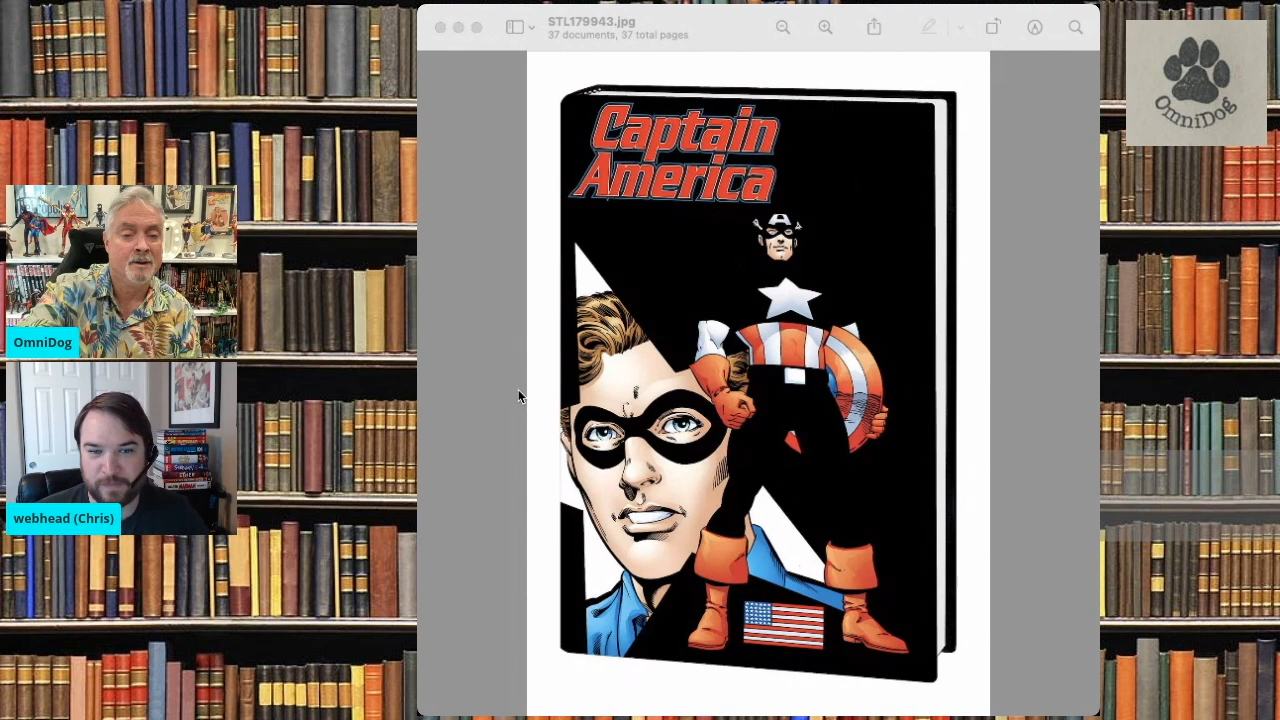 STL179943.jpg
37 documents, 37 total pages
OmniDog
Captain
America
OmniDog
webhead (Chris)